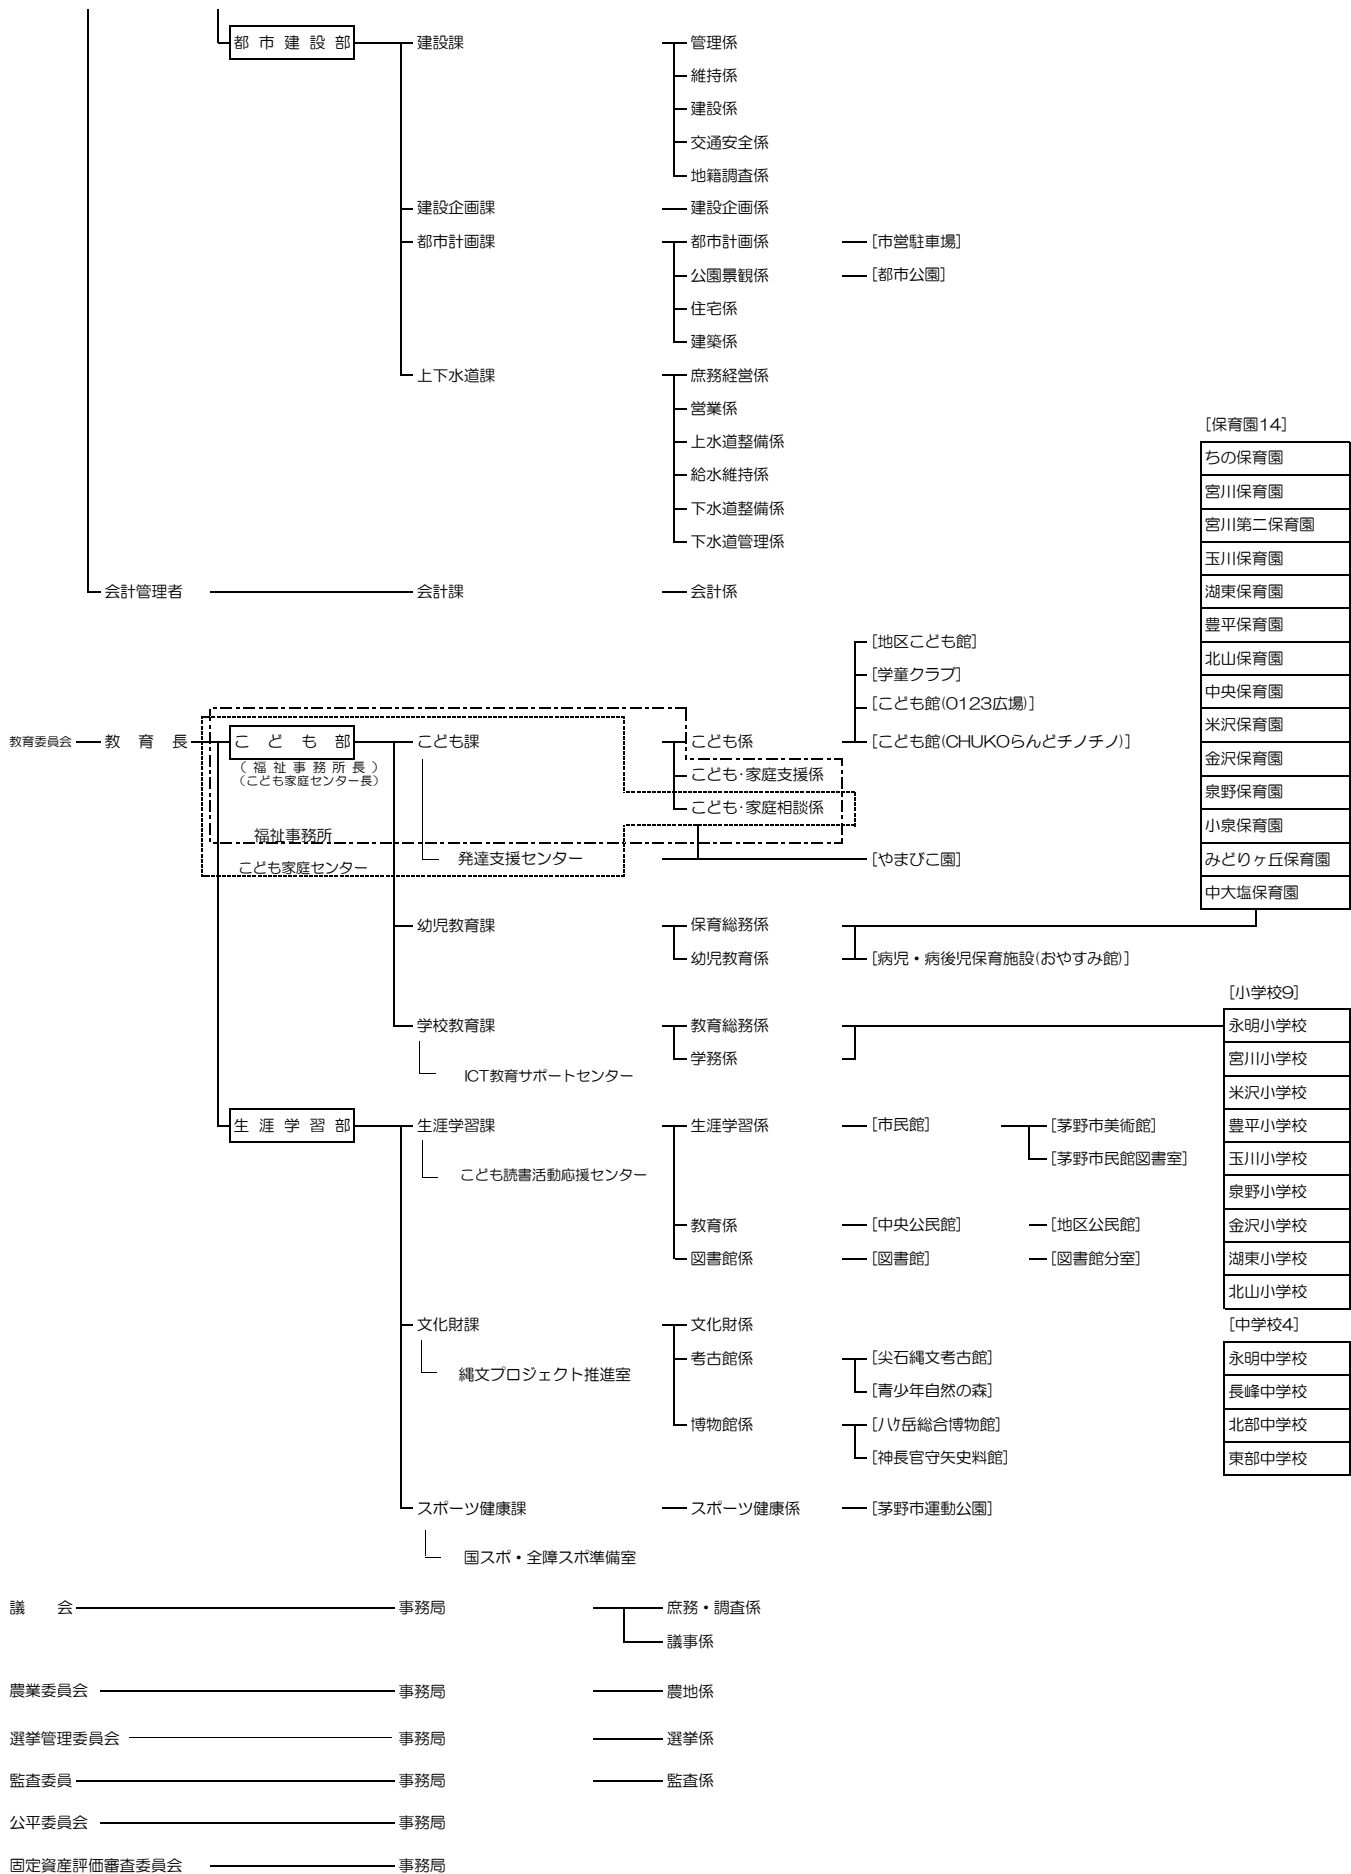 都市建設部 建設課 管理係
維持係
建設係
交通安全係
地籍調査係
建設企画課 建設企画係
都市計画課 都市計画係 [市営駐車場]
公園景観係 [都市公園]
住宅係
建築係
上下水道課 庶務経営係
営業係
上水道整備係
給水維持係
下水道整備係
下水道管理係
会計管理者 会計課 会計係
[保育園14]
ちの保育園
宮川保育園
宮川第二保育園
玉川保育園
湖東保育園
豊平保育園
北山保育園
中央保育園
米沢保育園
金沢保育園
泉野保育園
小泉保育園
みどりヶ丘保育園
中大塩保育園
[地区こども館]
[学童クラブ]
[こども館(0123広場)]
教育委員会 教育長 こども部 こども課 こども係 [こども館(CHUKOらんどチノチノ)]
(福祉事務所長)
(こども家庭センター長)
こども・家庭支援係
こども・家庭相談係
福祉事務所
こども家庭センター
発達支援センター [やまびこ園]
幼児教育課 保育総務係
幼児教育係 [病児・病後児保育施設(おやすみ館)]
学校教育課 教育総務係
学務係
ICT教育サポートセンター
[小学校9]
永明小学校
宮川小学校
米沢小学校
豊平小学校
玉川小学校
泉野小学校
金沢小学校
湖東小学校
北山小学校
[中学校4]
永明中学校
長峰中学校
北部中学校
東部中学校
生涯学習部 生涯学習課 生涯学習係 [市民館] [茅野市美術館]
[茅野市民館図書室]
こども読書活動応援センター
教育係 [中央公民館] [地区公民館]
図書館係 [図書館] [図書館分室]
文化財課 文化財係
考古館係 [尖石縄文考古館]
縄文プロジェクト推進室
[青少年自然の森]
博物館係 [八ケ岳総合博物館]
[神長官守矢史料館]
スポーツ健康課 スポーツ健康係 [茅野市運動公園]
国スポ・全障スポ準備室
議会 事務局 庶務・調査係
議事係
農業委員会 事務局 農地係
選挙管理委員会 事務局 選挙係
監査委員 事務局 監査係
公平委員会 事務局
固定資産評価審査委員会 事務局